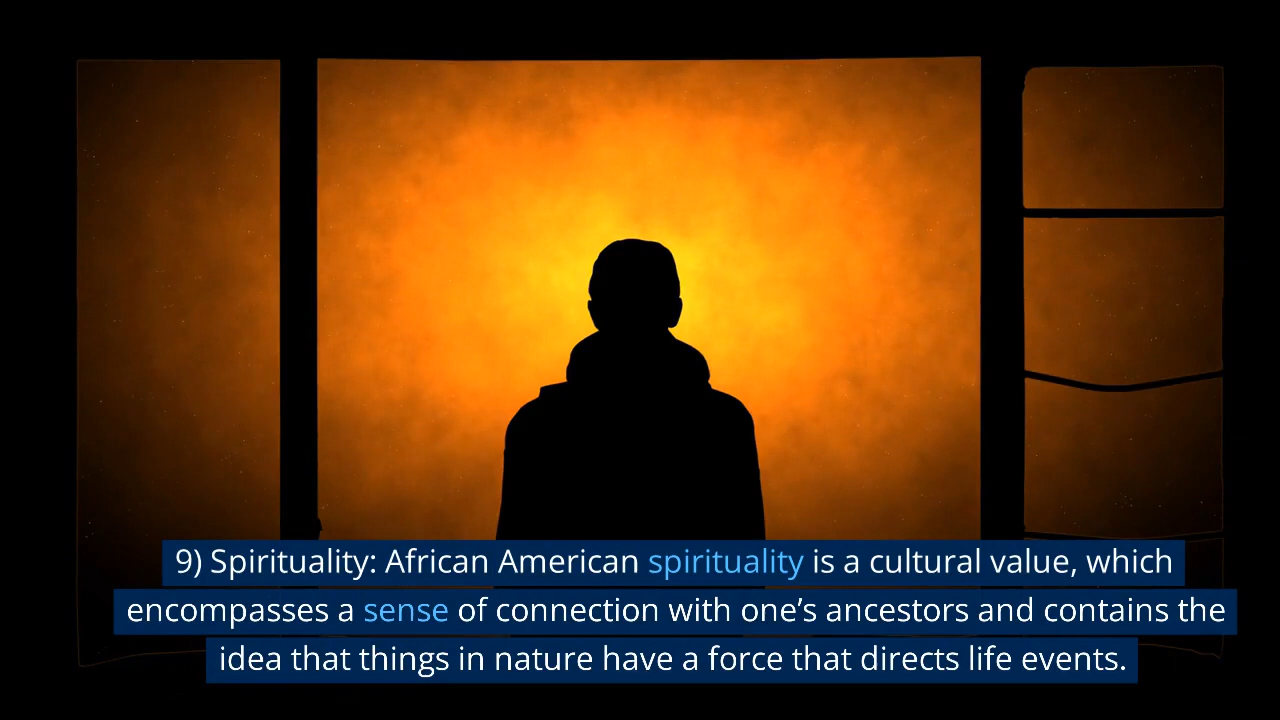 9) Spirituality: African American spirituality is a cultural value, which
encompasses a sense of connection with one’s ancestors and contains the
idea that things in nature have a force that directs life events.